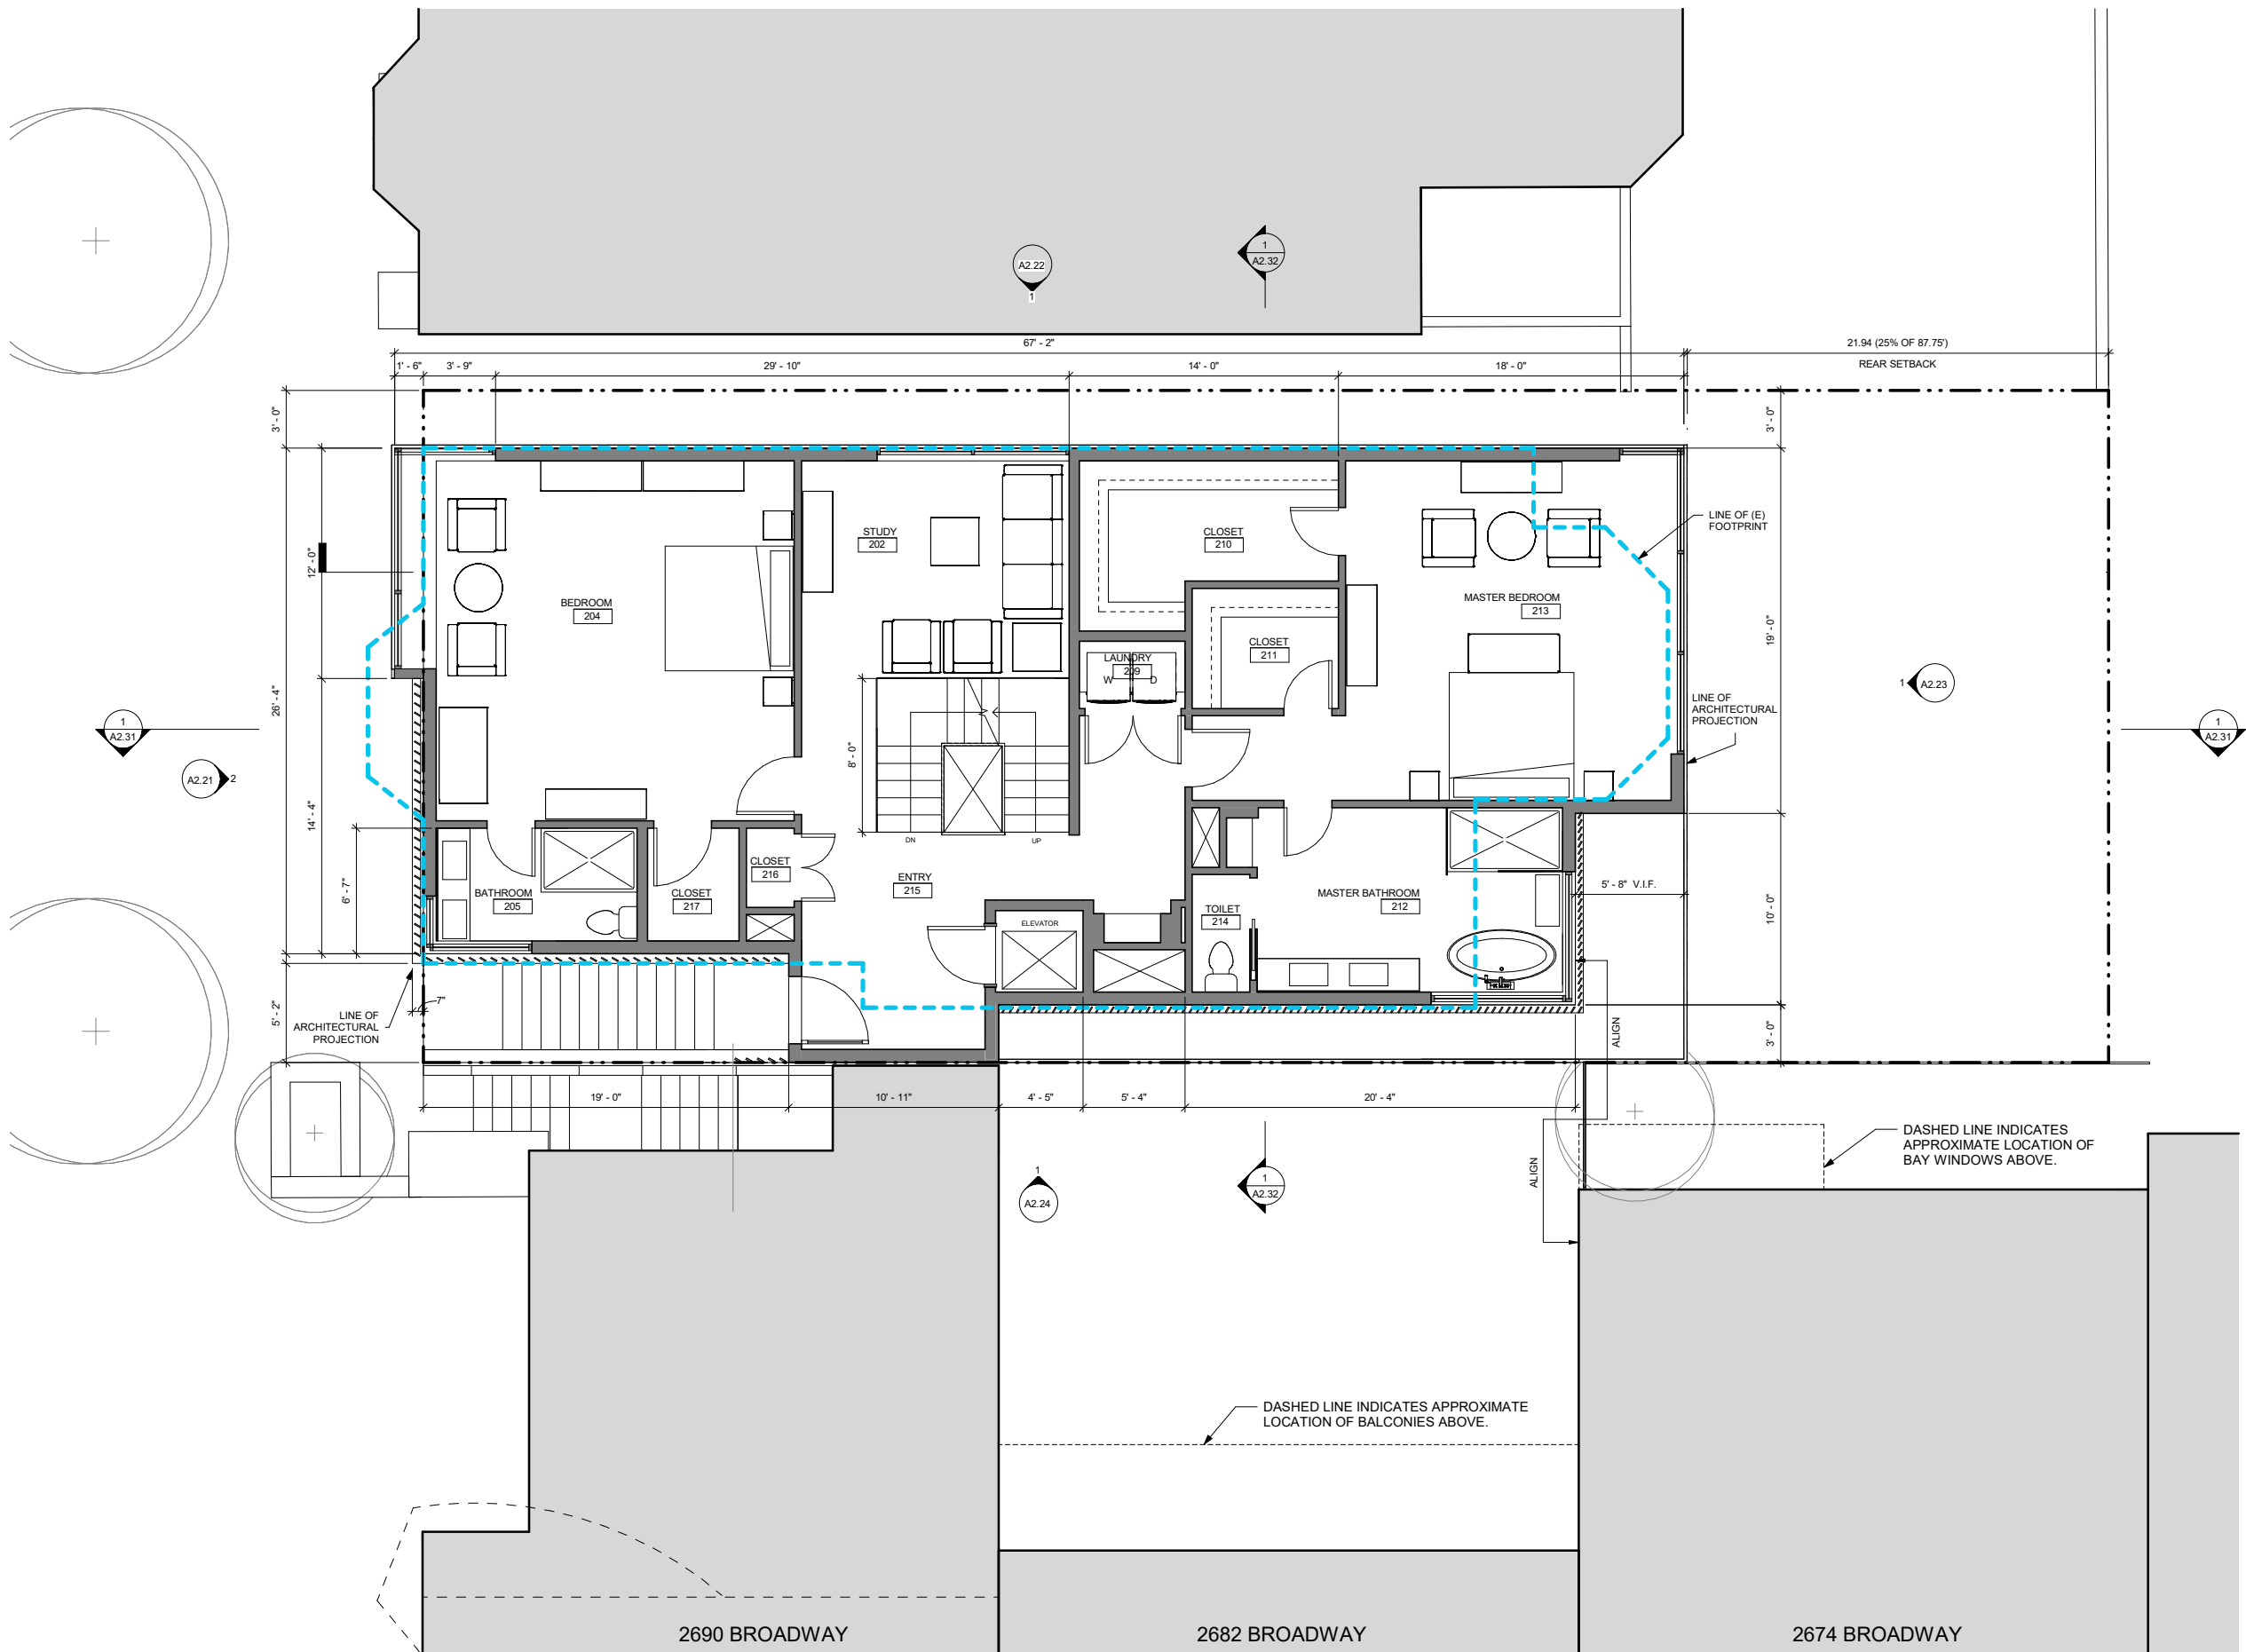 A2.22
1
1
A2.32
67' - 2"
21.94 (25% OF 87.75')
REAR SETBACK
1' - 6"
3' - 9"
29' - 10"
14' - 0"
18' - 0"
3' - 0"
3' - 0"
LINE OF (E)
FOOTPRINT
STUDY
202
CLOSET
210
12' - 0"
BEDROOM
204
MASTER BEDROOM
213
19' - 0"
CLOSET
211
LAUNDRY
209
W D
1
A2.23
26' - 4"
LINE OF
ARCHITECTURAL
PROJECTION
1
A2.31
1
A2.31
A2.21
2
8' - 0"
14' - 4"
DN
UP
CLOSET
216
ENTRY
215
6' - 7"
BATHROOM
205
CLOSET
217
MASTER BATHROOM
212
5' - 8" V.I.F.
TOILET
214
ELEVATOR
10' - 0"
7"
5' - 2"
LINE OF
ARCHITECTURAL
PROJECTION
ALIGN
3' - 0"
19' - 0"
10' - 11"
4' - 5"
5' - 4"
20' - 4"
DASHED LINE INDICATES
APPROXIMATE LOCATION OF
BAY WINDOWS ABOVE.
ALIGN
1
A2.24
1
A2.32
DASHED LINE INDICATES APPROXIMATE
LOCATION OF BALCONIES ABOVE.
2690 BROADWAY
2682 BROADWAY
2674 BROADWAY